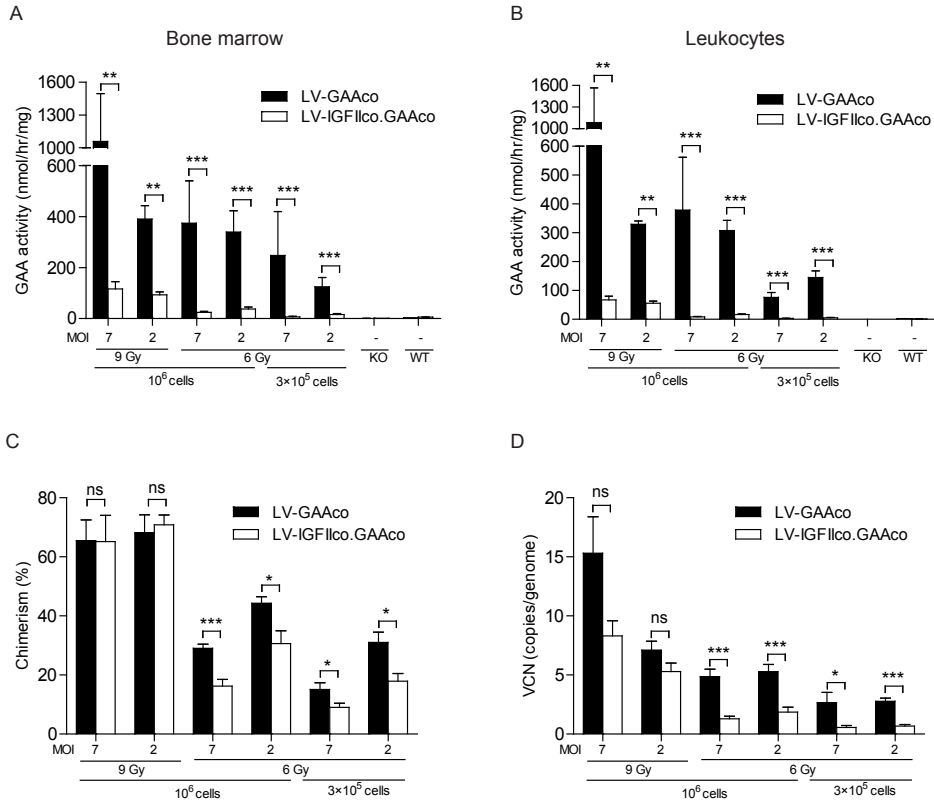 A
Bone marrow
GAA activity (nmol/hr/mg)
1600
1300
1000
600
400
200
0
** ** *** *** *** ***
LV-GAAco
LV-IGFIIco.GAAco
MOI 7 2 7 2 7 2 - -
9 Gy 6 Gy KO WT
10⁶ cells 3×10⁵ cells
B
Leukocytes
GAA activity (nmol/hr/mg)
1600
1300
1000
600
500
400
300
200
100
0
** ** *** *** *** ***
LV-GAAco
LV-IGFIIco.GAAco
MOI 7 2 7 2 7 2 - -
9 Gy 6 Gy KO WT
10⁶ cells 3×10⁵ cells
C
Chimerism (%)
80
60
40
20
0
ns ns *** * * *
LV-GAAco
LV-IGFIIco.GAAco
MOI 7 2 7 2 7 2
9 Gy 6 Gy
10⁶ cells 3×10⁵ cells
D
VCN (copies/genome)
20
15
10
5
0
ns ns *** *** * ***
LV-GAAco
LV-IGFIIco.GAAco
MOI 7 2 7 2 7 2
9 Gy 6 Gy
10⁶ cells 3×10⁵ cells